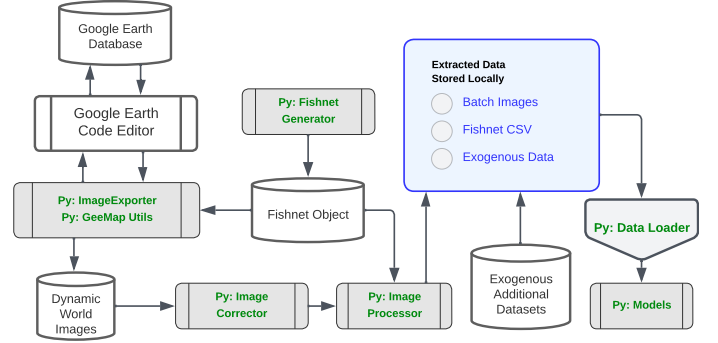 Google Earth
Database
Google Earth
Code Editor
Py: ImageExporter
Py: GeeMap Utils
Dynamic
World
Images
Py: Fishnet
Generator
Fishnet Object
Py: Image
Corrector
Py: Image
Processor
Extracted Data
Stored Locally
Batch Images
Fishnet CSV
Exogenous Data
Exogenous
Additional
Datasets
Py: Data Loader
Py: Models